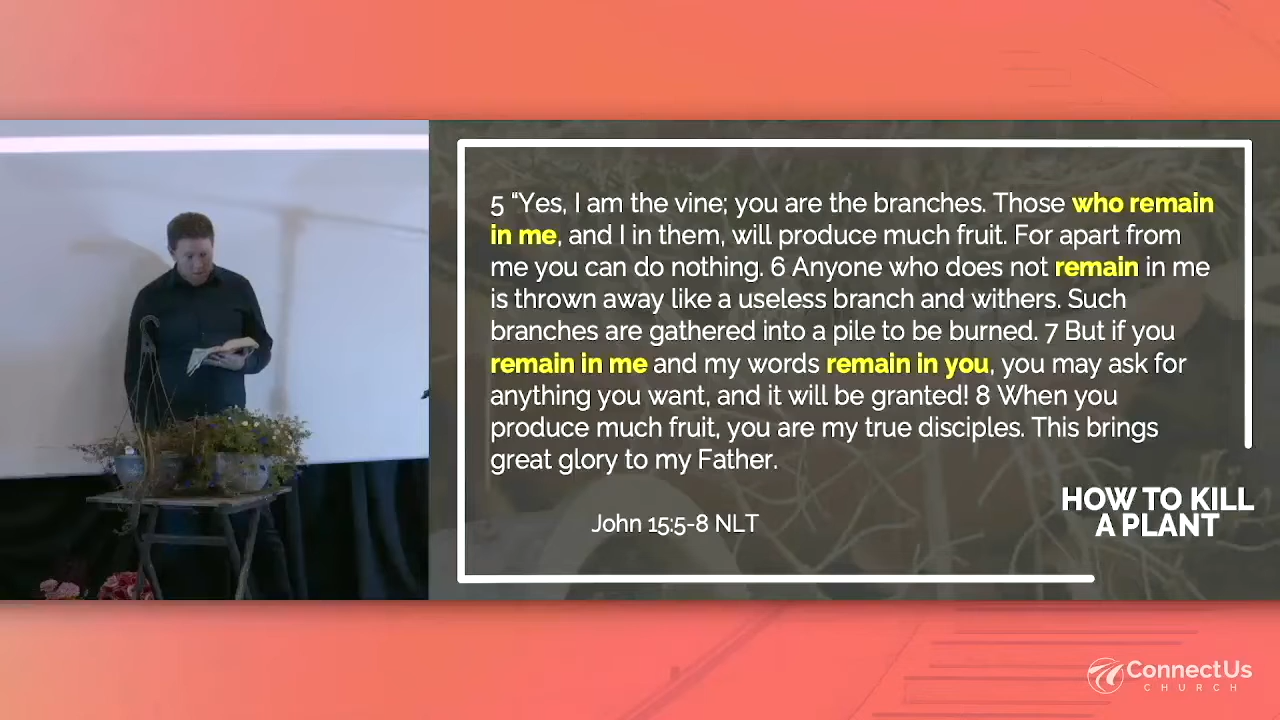 5 “Yes, I am the vine; you are the branches. Those who remain
in me, and I in them, will produce much fruit. For apart from
me you can do nothing. 6 Anyone who does not remain in me
is thrown away like a useless branch and withers. Such
branches are gathered into a pile to be burned. 7 But if you
remain in me and my words remain in you, you may ask for
anything you want, and it will be granted! 8 When you
produce much fruit, you are my true disciples. This brings
great glory to my Father.
John 15:5-8 NLT
HOW TO KILL
A PLANT
ConnectUs
CHURCH